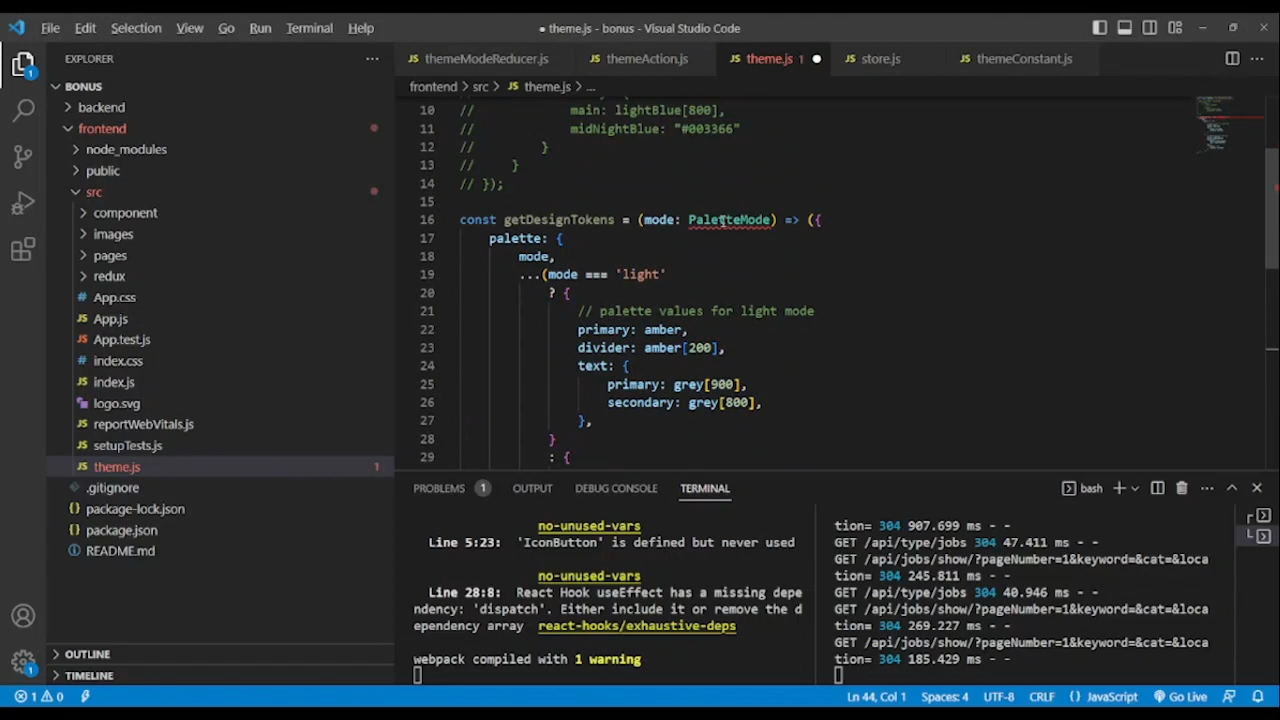 File Edit Selection View Go Run Terminal Help
● theme.js - bonus - Visual Studio Code
EXPLORER
BONUS
backend
frontend
node_modules
public
src
component
images
pages
redux
App.css
App.js
App.test.js
index.css
index.js
logo.svg
reportWebVitals.js
setupTests.js
theme.js 1
.gitignore
package-lock.json
package.json
README.md
OUTLINE
TIMELINE
themeModeReducer.js themeAction.js theme.js 1 store.js themeConstant.js
frontend > src > JS theme.js > ...
10 // main: lightBlue[800],
11 // midNightBlue: "#003366"
12 // }
13 // }
14 // });
15
16 const getDesignTokens = (mode: PaletteMode) => ({
17 palette: {
18 mode,
19 ...(mode === 'light'
20 ? {
21 // palette values for light mode
22 primary: amber,
23 divider: amber[200],
24 text: {
25 primary: grey[900],
26 secondary: grey[800],
27 },
28 }
29 : {
PROBLEMS 1 OUTPUT DEBUG CONSOLE TERMINAL bash
no-unused-vars
Line 5:23: 'IconButton' is defined but never used
no-unused-vars
Line 28:8: React Hook useEffect has a missing depe
ndency: 'dispatch'. Either include it or remove the d
ependency array react-hooks/exhaustive-deps
webpack compiled with 1 warning
tion= 304 907.699 ms - -
GET /api/type/jobs 304 47.411 ms - -
GET /api/jobs/show/?pageNumber=1&keyword=&cat=&loca
tion= 304 245.811 ms - -
GET /api/type/jobs 304 40.946 ms - -
GET /api/jobs/show/?pageNumber=1&keyword=&cat=&loca
tion= 304 269.227 ms - -
GET /api/jobs/show/?pageNumber=1&keyword=&cat=&loca
tion= 304 185.429 ms - -
1 0 Ln 44, Col 1 Spaces: 4 UTF-8 CRLF {} JavaScript Go Live